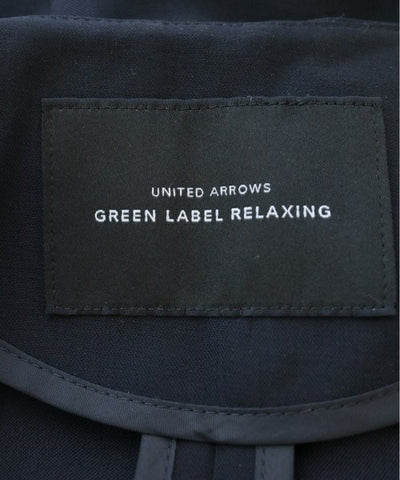 UNITED ARROWS
GREEN LABEL RELAXING